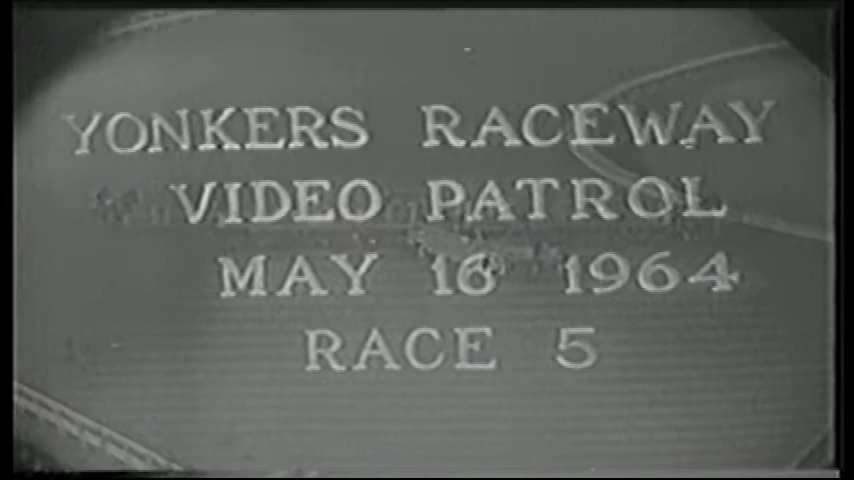 YONKERS RACEWAY
VIDEO PATROL
MAY 16 1964
RACE 5